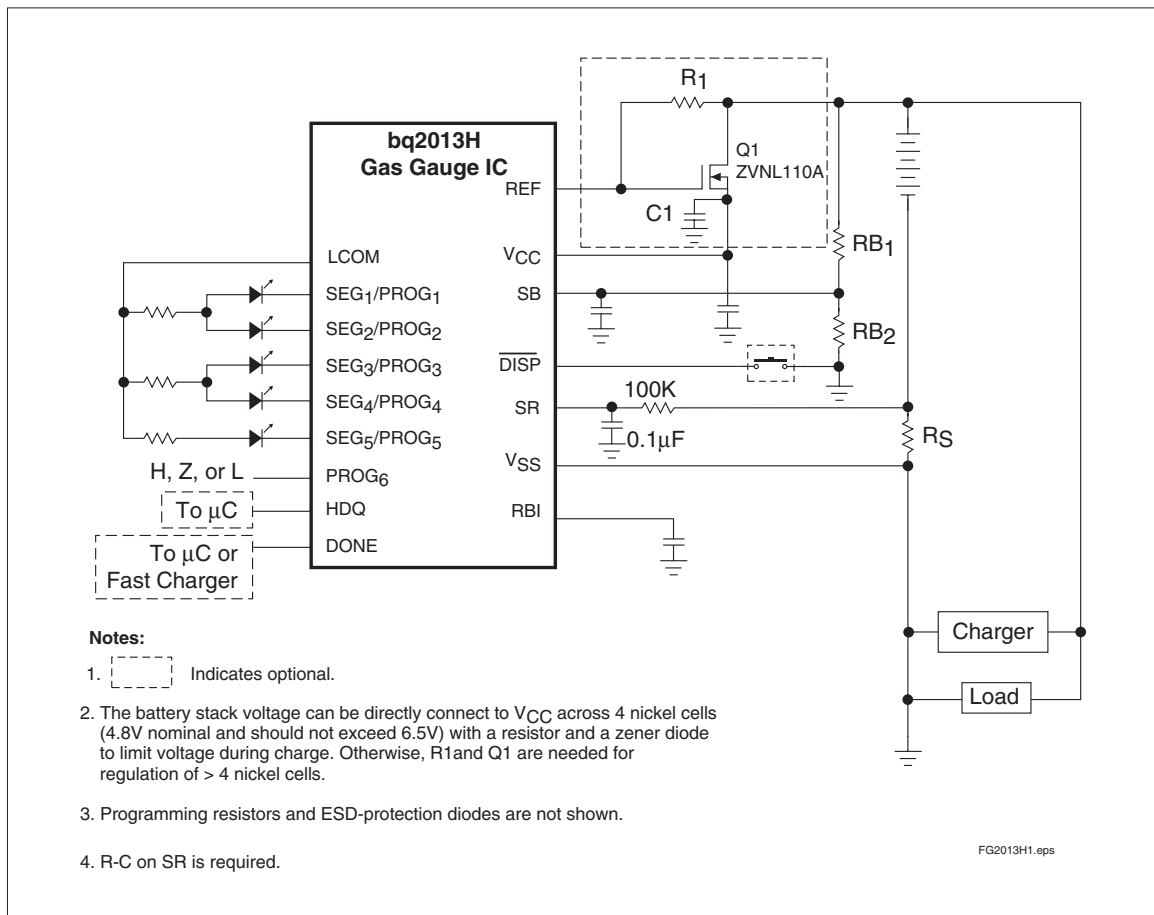 bq2013H
Gas Gauge IC
REF
VCC
SB
DISP
SR
VSS
RBI
LCOM
SEG1/PROG1
SEG2/PROG2
SEG3/PROG3
SEG4/PROG4
SEG5/PROG5
PROG6
HDQ
DONE
H, Z, or L
To μC
To μC or
Fast Charger
R1
Q1
ZVNL110A
C1
RB1
RB2
100K
0.1μF
RS
Charger
Load
Notes:
1. Indicates optional.
2. The battery stack voltage can be directly connect to VCC across 4 nickel cells
(4.8V nominal and should not exceed 6.5V) with a resistor and a zener diode
to limit voltage during charge. Otherwise, R1and Q1 are needed for
regulation of > 4 nickel cells.
3. Programming resistors and ESD-protection diodes are not shown.
4. R-C on SR is required.
FG2013H1.eps